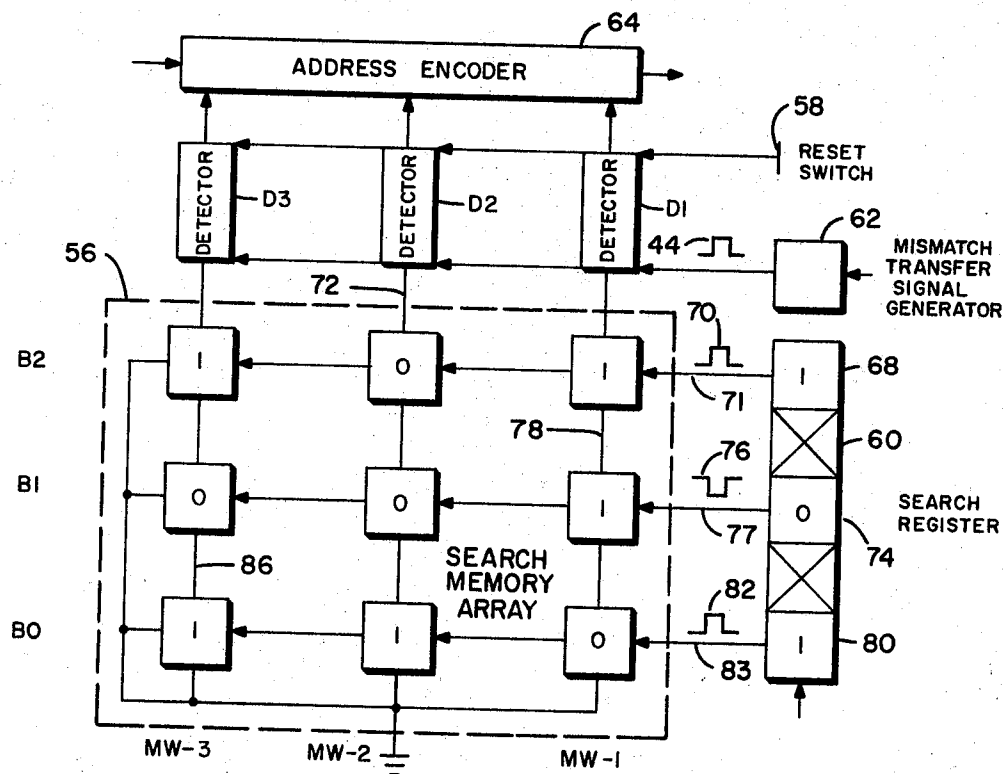 64
ADDRESS ENCODER
58
RESET
SWITCH
DETECTOR
D3
DETECTOR
D2
DETECTOR
D1
62
44
MISMATCH
TRANSFER
SIGNAL
GENERATOR
56
72
70
B2
1
0
1
71
1
68
78
60
76
B1
0
0
1
77
0
74
SEARCH
REGISTER
86
SEARCH
MEMORY
ARRAY
82
B0
1
1
0
83
1
80
MW-3
MW-2
MW-1